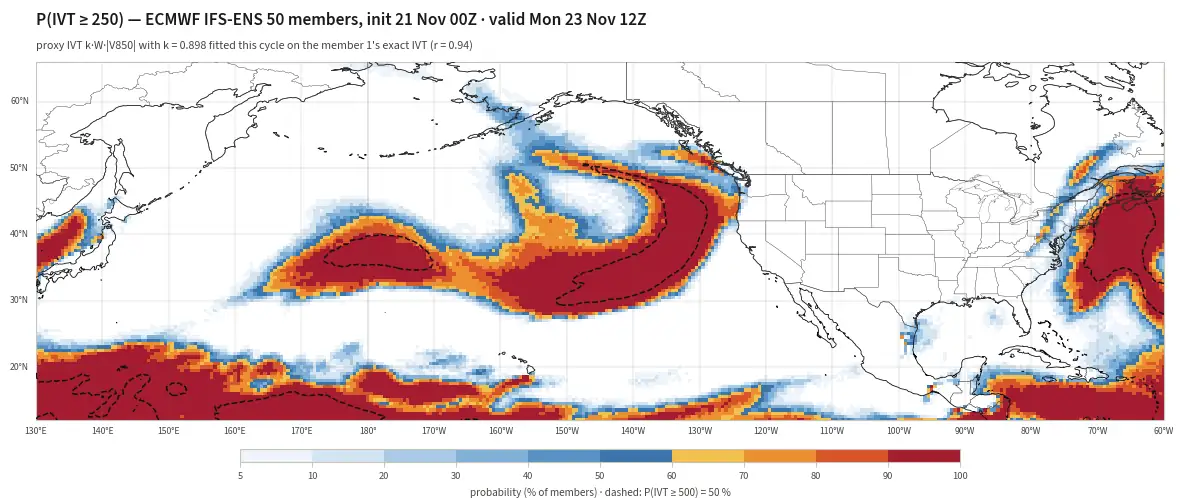 P(IVT ≥ 250) — ECMWF IFS-ENS 50 members, init 21 Nov 00Z · valid Mon 23 Nov 12Z
proxy IVT k·W·|V850| with k = 0.898 fitted this cycle on the member 1's exact IVT (r = 0.94)
60°N
50°N
40°N
30°N
20°N
130°E 140°E 150°E 160°E 170°E 180° 170°W 160°W 150°W 140°W 130°W 120°W 110°W 100°W 90°W 80°W 70°W 60°W
5 10 20 30 40 50 60 70 80 90 100
probability (% of members) · dashed: P(IVT ≥ 500) = 50 %